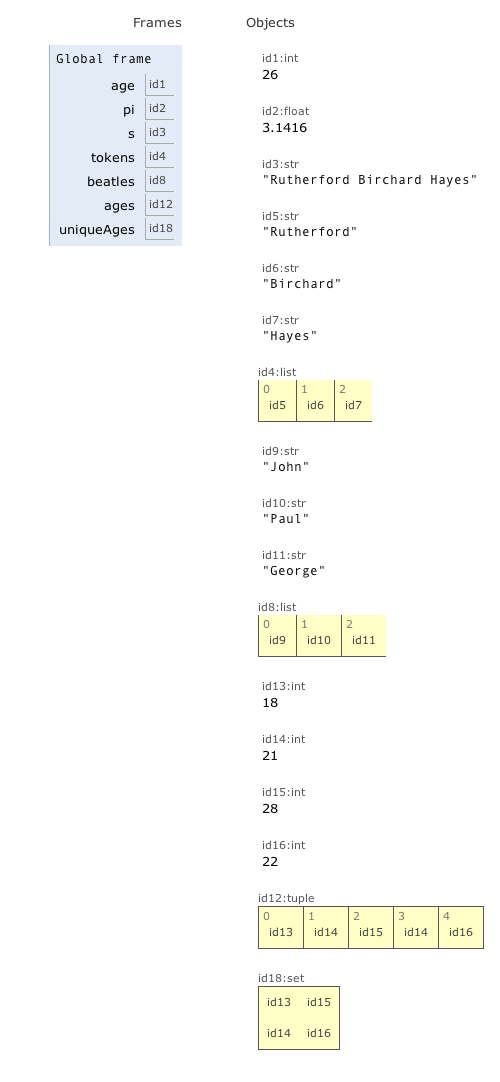 Frames Objects
Global frame
age id1
pi id2
s id3
tokens id4
beatles id8
ages id12
uniqueAges id18
id1:int
26
id2:float
3.1416
id3:str
"Rutherford Birchard Hayes"
id5:str
"Rutherford"
id6:str
"Birchard"
id7:str
"Hayes"
id4:list
0 1 2
id5 id6 id7
id9:str
"John"
id10:str
"Paul"
id11:str
"George"
id8:list
0 1 2
id9 id10 id11
id13:int
18
id14:int
21
id15:int
28
id16:int
22
id12:tuple
0 1 2 3 4
id13 id14 id15 id14 id16
id18:set
id13 id15
id14 id16